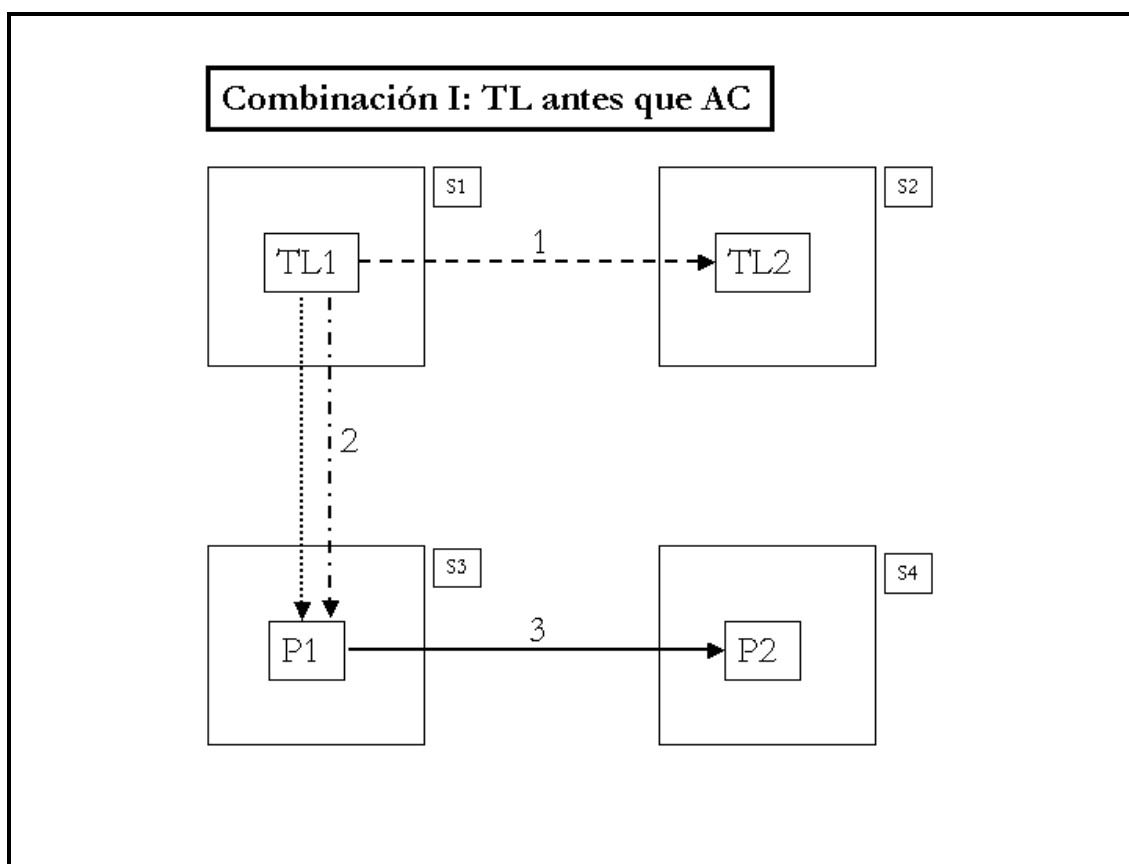 Combinación I: TL antes que AC
S1
S2
TL1
1
TL2
2
S3
S4
P1
3
P2